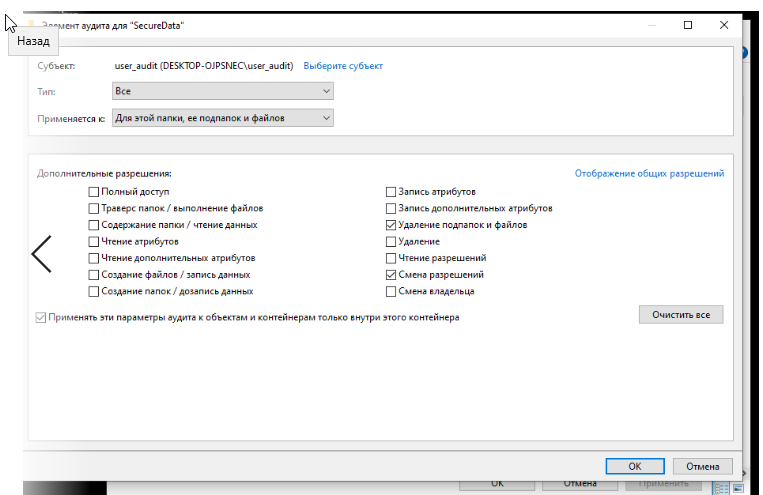 Элемент аудита для "SecureData"
Назад
Субъект: user_audit (DESKTOP-OJPSNEC\user_audit) Выберите субъект
Тип: Все
Применяется к: Для этой папки, ее подпапок и файлов
Дополнительные разрешения: Отображение общих разрешений
Полный доступ Запись атрибутов
Траверс папок / выполнение файлов Запись дополнительных атрибутов
Содержание папки / чтение данных Удаление подпапок и файлов
Чтение атрибутов Удаление
Чтение дополнительных атрибутов Чтение разрешений
Создание файлов / запись данных Смена разрешений
Создание папок / дозапись данных Смена владельца
Применять эти параметры аудита к объектам и контейнерам только внутри этого контейнера Очистить все
OK Отмена
OK Отмена Применить